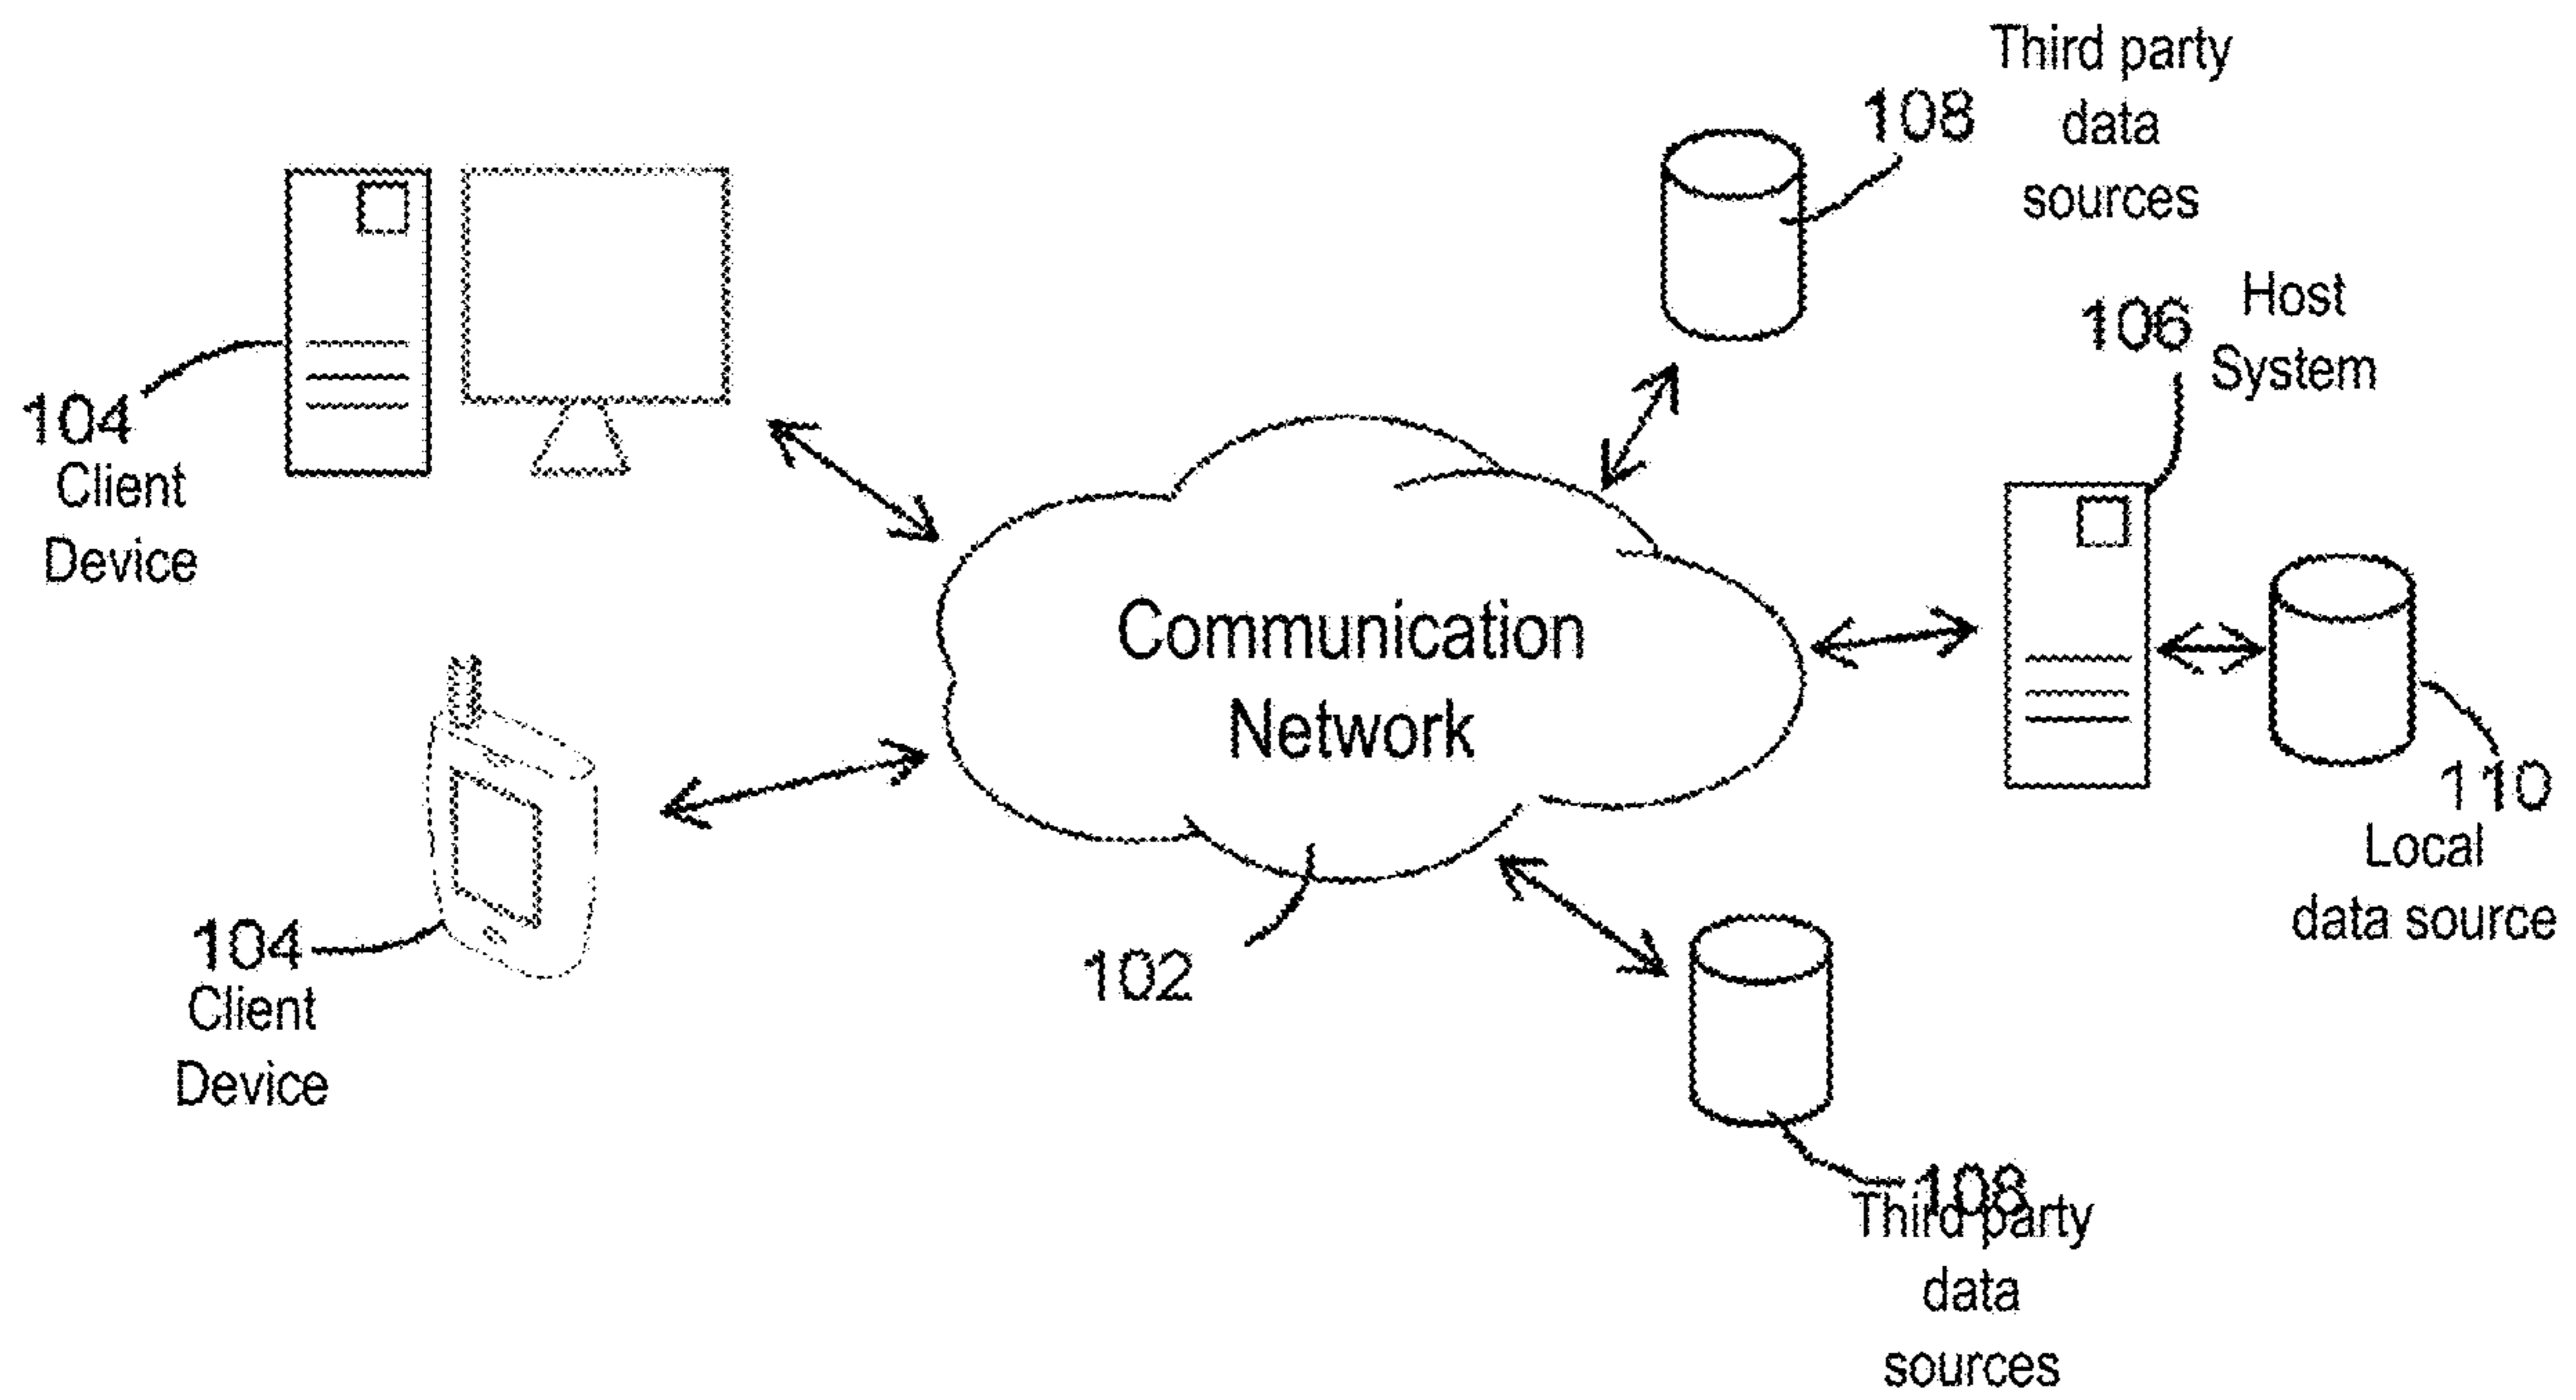 Third party
108
data
sources
106
Host
System
104
Client
Device
Communication
Network
110
Local
data source
104
Client
Device
102
108
Third party
data
sources